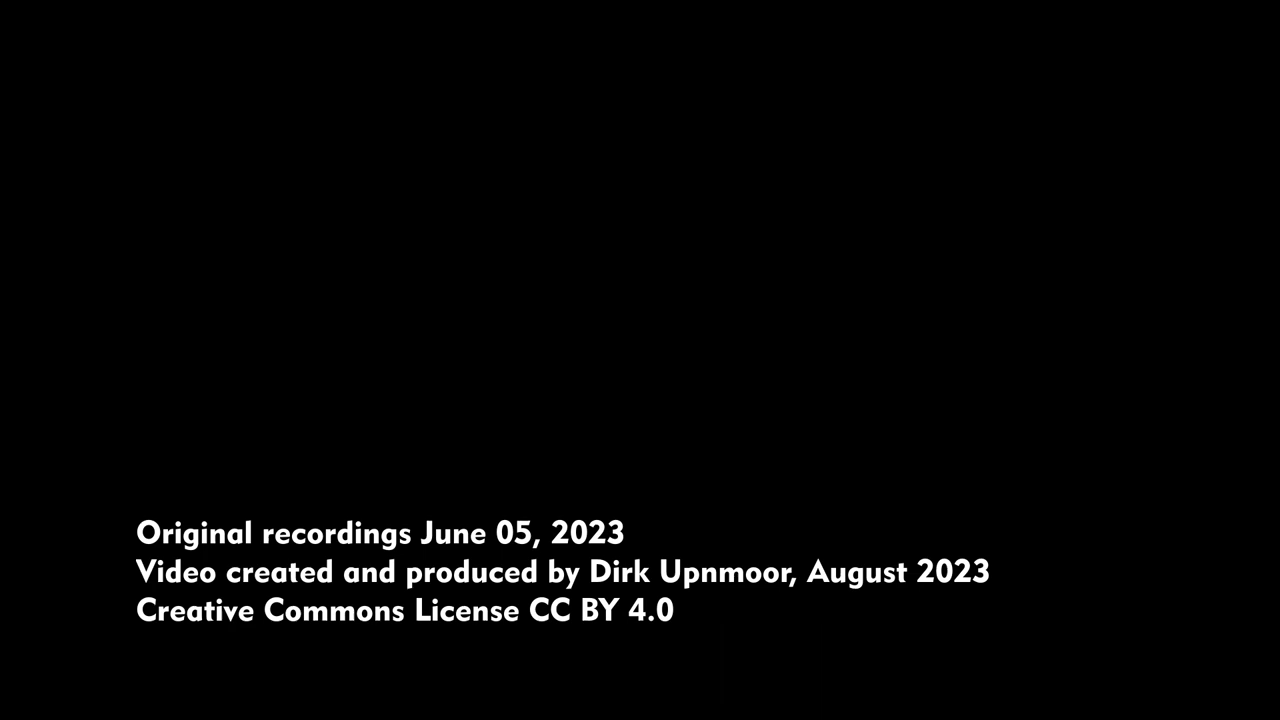 Original recordings June 05, 2023
Video created and produced by Dirk Upnmoor, August 2023
Creative Commons License CC BY 4.0